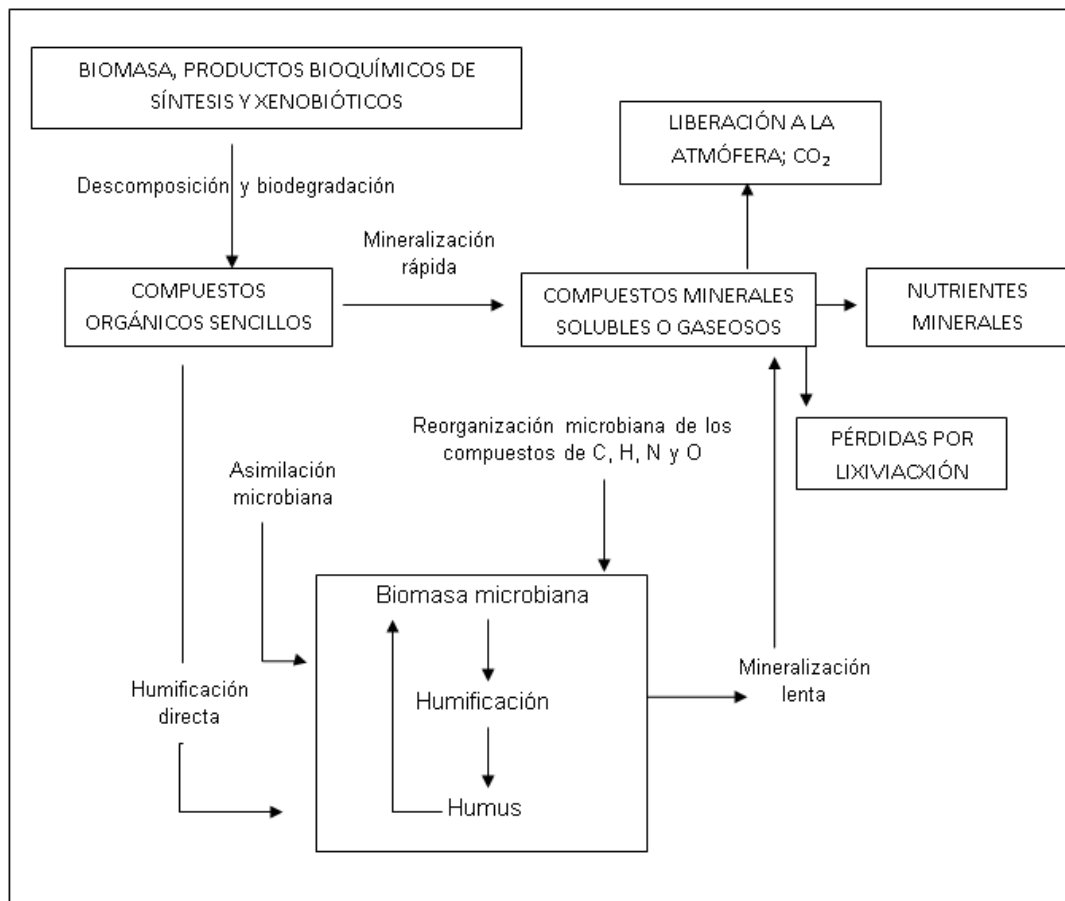 BIOMASA, PRODUCTOS BIOQUÍMICOS DE
SÍNTESIS Y XENOBIÓTICOS
LIBERACIÓN A LA
ATMÓFERA; CO₂
Descomposición y biodegradación
Mineralización
rápida
COMPUESTOS
ORGÁNICOS SENCILLOS
COMPUESTOS MINERALES
SOLUBLES O GASEOSOS
NUTRIENTES
MINERALES
Reorganización microbiana de los
compuestos de C, H, N y O
PÉRDIDAS POR
LIXIVIACXIÓN
Asimilación
microbiana
Biomasa microbiana
Humificación
Humus
Humificación
directa
Mineralización
lenta